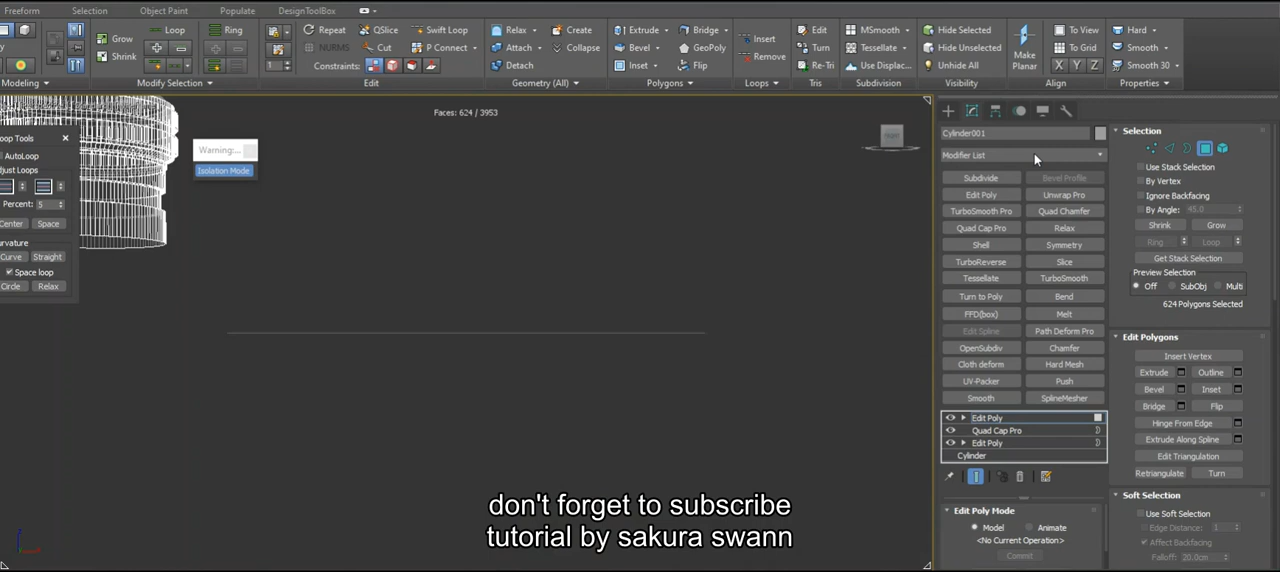 Freeform Selection Object Paint Populate DesignToolBox
Grow Shrink Loop Ring
Modeling Modify Selection
Repeat QSlice Swift Loop
NURMS Cut P Connect
1 Constraints:
Edit
Relax Create
Attach Collapse
Detach
Geometry (All)
Extrude Bridge
Bevel GeoPoly
Inset Flip
Polygons
Insert
Remove
Loops
Edit
Turn
Re-Tri
Tris
MSmooth
Tessellate
Use Displac...
Subdivision
Hide Selected
Hide Unselected
Unhide All
Visibility
Make Planar
To View
To Grid
X Y Z
Align
Hard
Smooth
Smooth 30
Properties
Faces: 624 / 3953
oop Tools
AutoLoop
djust Loops
Percent: 5
Center Space
urvature
Curve Straight
Space loop
Circle Relax
Warning:...
Isolation Mode
Cylinder001
Modifier List
Subdivide Bevel Profile
Edit Poly Unwrap Pro
TurboSmooth Pro Quad Chamfer
Quad Cap Pro Relax
Shell Symmetry
TurboReverse Slice
Tessellate TurboSmooth
Turn to Poly Bend
FFD(box) Melt
Edit Spline Path Deform Pro
OpenSubdiv Chamfer
Cloth deform Hard Mesh
UV-Packer Push
Smooth SplineMesher
Edit Poly
Quad Cap Pro
Edit Poly
Cylinder
Edit Poly Mode
Model Animate
<No Current Operation>
Commit
Selection
Use Stack Selection
By Vertex
Ignore Backfacing
By Angle: 45.0
Shrink Grow
Ring Loop
Get Stack Selection
Preview Selection
Off SubObj Multi
624 Polygons Selected
Edit Polygons
Insert Vertex
Extrude Outline
Bevel Inset
Bridge Flip
Hinge From Edge
Extrude Along Spline
Edit Triangulation
Retriangulate Turn
Soft Selection
Use Soft Selection
Edge Distance: 1
Affect Backfacing
Falloff: 20.0cm
don't forget to subscribe
tutorial by sakura swann